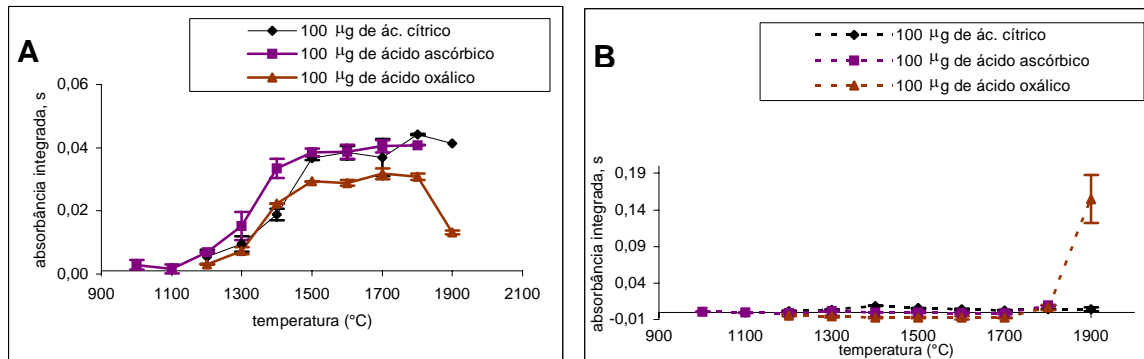 A
100 µg de ác. cítrico
100 µg de ácido ascórbico
100 µg de ácido oxálico
absorbância integrada, s
0,06
0,04
0,02
0,00
900 1100 1300 1500 1700 1900 2100
temperatura (°C)
B
100 µg de ác. cítrico
100 µg de ácido ascórbico
100 µg de ácido oxálico
absorbância integrada, s
0,19
0,14
0,09
0,04
-0,01
900 1100 1300 1500 1700 1900
temperatura (°C)